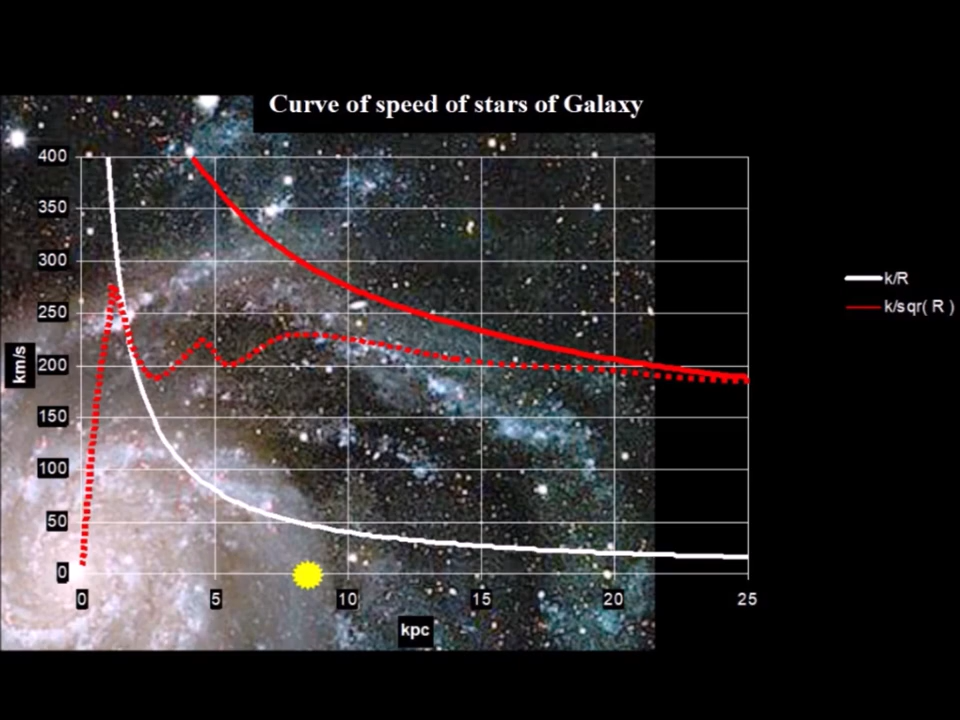 Curve of speed of stars of Galaxy
400
350
300
250
200
150
100
50
0
km/s
0 5 10 15 20 25
kpc
k/R
k/sqr( R )